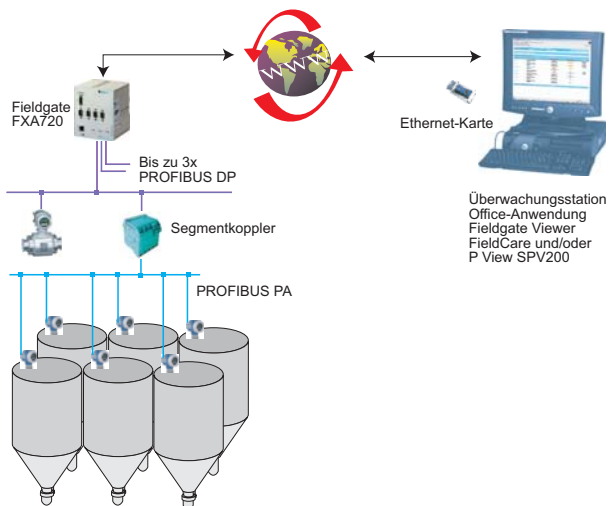 WWW
Fieldgate
FXA720
Ethernet-Karte
Bis zu 3x
PROFIBUS DP
Überwachungsstation
Office-Anwendung
Fieldgate Viewer
FieldCare und/oder
P View SPV200
Segmentkoppler
PROFIBUS PA